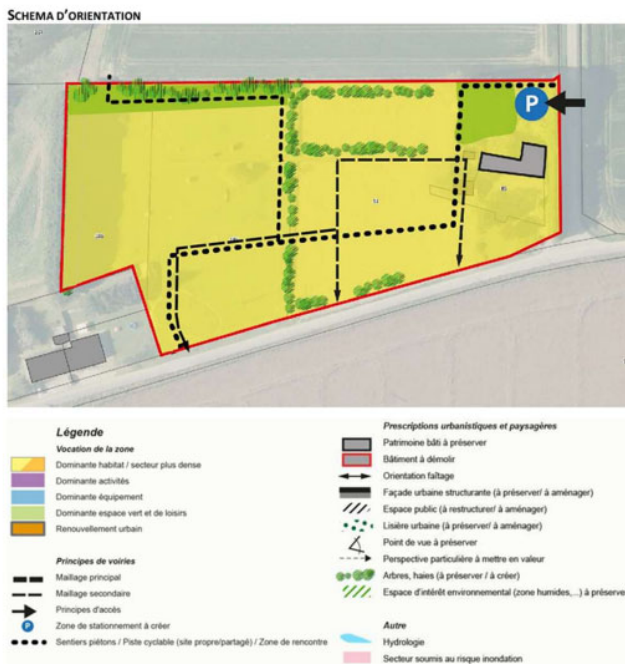 SCHEMA D'ORIENTATION
P
52
85
Légende
Vocation de la zone
Dominante habitat / secteur plus dense
Dominante activités
Dominante équipement
Dominante espace vert et de loisirs
Renouvellement urbain
Principes de voiries
Maillage principal
Maillage secondaire
Principes d'accès
P Zone de stationnement à créer
Sentiers piétons / Piste cyclable (site propre/partagé) / Zone de rencontre
Prescriptions urbanistiques et paysagères
Patrimoine bâti à préserver
Bâtiment à démolir
Orientation faîtage
Façade urbaine structurante (à préserver/ à aménager)
Espace public (à restructurer/ à aménager)
Lisière urbaine (à préserver/ à aménager)
Point de vue à préserver
Perspective particulière à mettre en valeur
Arbres, haies (à préserver / à créer)
Espace d'intérêt environnemental (zone humides,...) à préserve
Autre
Hydrologie
Secteur soumis au risque inondation